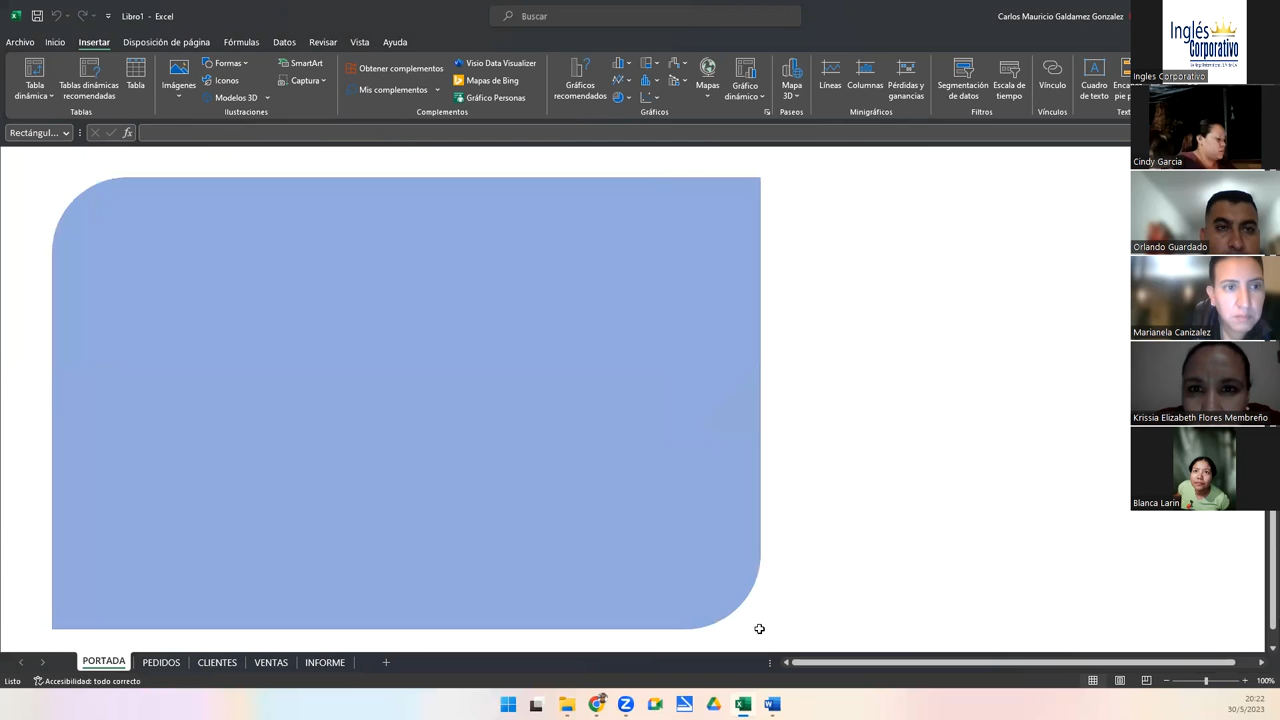 Libro1 - Excel
Buscar
Carlos Mauricio Galdamez Gonzalez
Archivo Inicio Insertar Disposición de página Fórmulas Datos Revisar Vista Ayuda
Tabla dinámica
Tablas dinámicas recomendadas
Tabla
Tablas
Imágenes
Formas
Iconos
Modelos 3D
SmartArt
Captura
Ilustraciones
Obtener complementos
Mis complementos
Visio Data Visualizer
Mapas de Bing
Gráfico Personas
Complementos
Gráficos recomendados
Mapas
Gráfico dinámico
Gráficos
Mapa 3D
Paseos
Líneas
Columnas
Pérdidas y ganancias
Minigráficos
Segmentación de datos
Escala de tiempo
Filtros
Vínculo
Vínculos
Cuadro de texto
Rectángul...
fx
Inglés
Corporativo
Ingles Corporativo
Cindy Garcia
Orlando Guardado
Marianela Canizalez
Krissia Elizabeth Flores Membreño
Blanca Larin
PORTADA PEDIDOS CLIENTES VENTAS INFORME
Listo
Accesibilidad: todo correcto
100%
20:22
30/5/2023